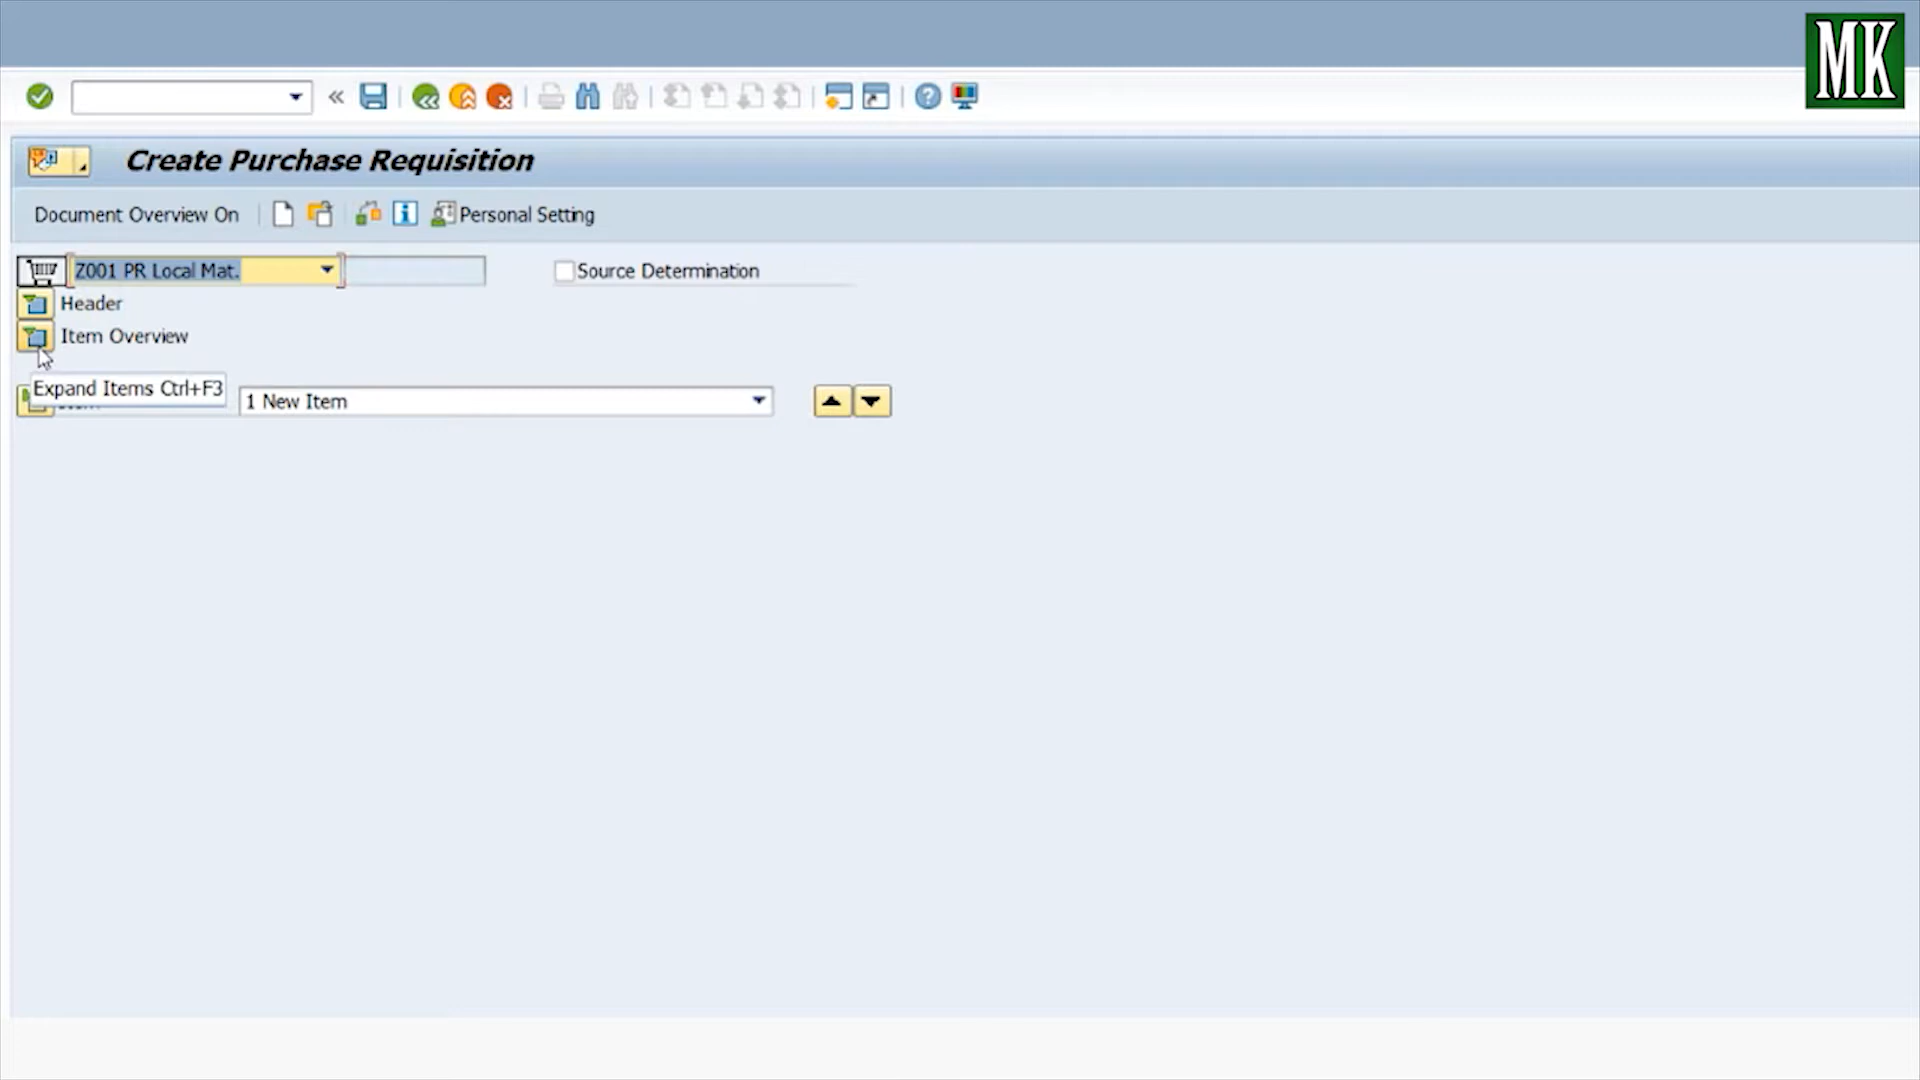 MK
Create Purchase Requisition
Document Overview On
Personal Setting
Z001 PR Local Mat.
Source Determination
Header
Item Overview
Expand Items Ctrl+F3
1 New Item